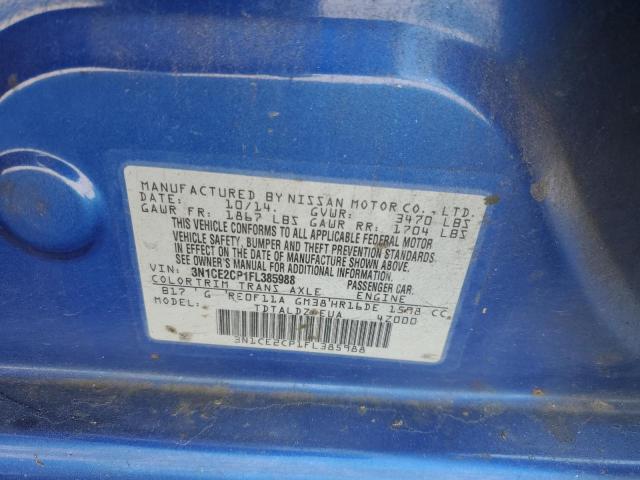 MANUFACTURED BY NISSAN MOTOR CO., LTD.
DATE: 10/14. GVWR: 3470 LBS
GAWR FR: 1867 LBS GAWR RR: 1704 LBS
THIS VEHICLE CONFORMS TO ALL APPLICABLE FEDERAL MOTOR
VEHICLE SAFETY, BUMPER AND THEFT PREVENTION STANDARDS
IN EFFECT ON THE DATE OF MANUFACTURE SHOWN ABOVE.
SEE OWNER'S MANUAL OR DEALER FOR ADDITIONAL INFORMATION
VIN: 3N1CE2CP1FL385988 PASSENGER CAR.
COLOR TRIM TRANS AXLE ENGINE
B17 G RE0F11A GM38 HR16DE 1598 CC
MODEL: 42000
3N1CE2CP1FL385988